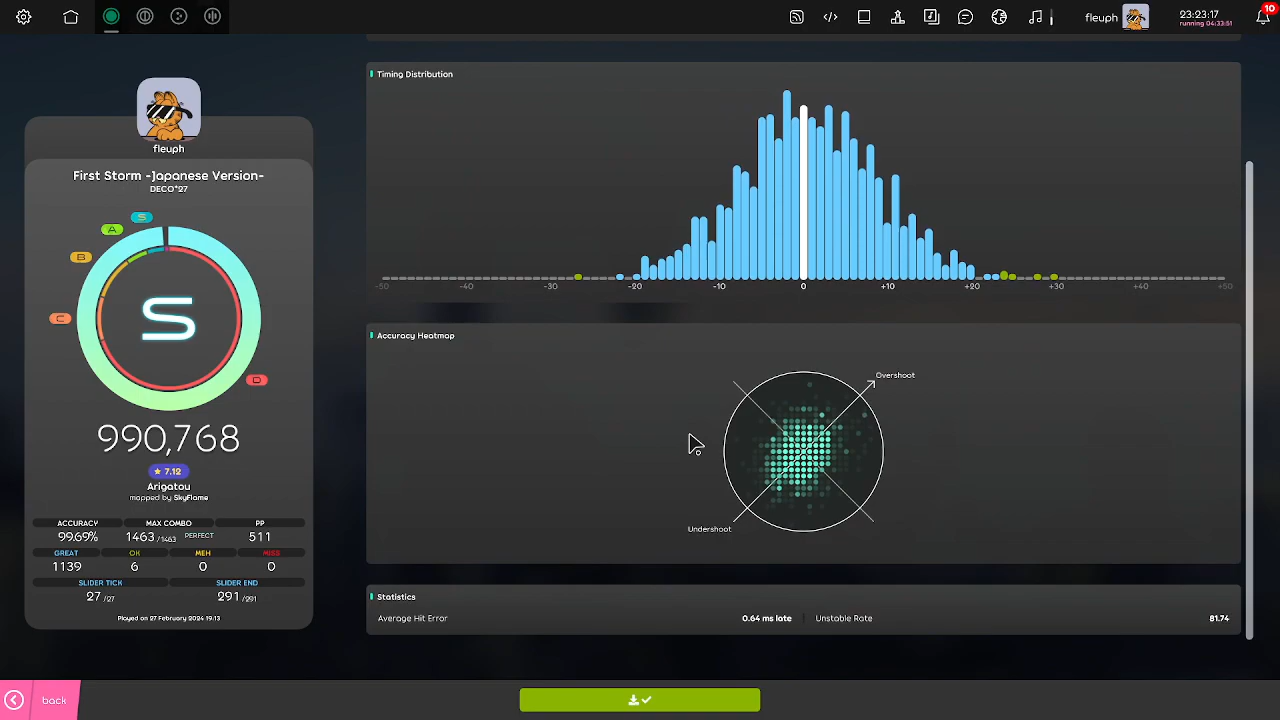 fleuph
23:23:17
running 04:33:51
10
fleuph
First Storm -Japanese Version-
DECO*27
S
A
B
C
D
S
990,768
7.12
Arigatou
mapped by SkyFlame
ACCURACY
MAX COMBO
PP
99.69%
1463/1463 PERFECT
511
GREAT
OK
MEH
MISS
1139
6
0
0
SLIDER TICK
SLIDER END
27/27
291/291
Played on 27 February 2024 19:13
Timing Distribution
-50
-40
-30
-20
-10
0
+10
+20
+30
+40
+50
Accuracy Heatmap
Overshoot
Undershoot
Statistics
Average Hit Error
0.64 ms late
Unstable Rate
81.74
back